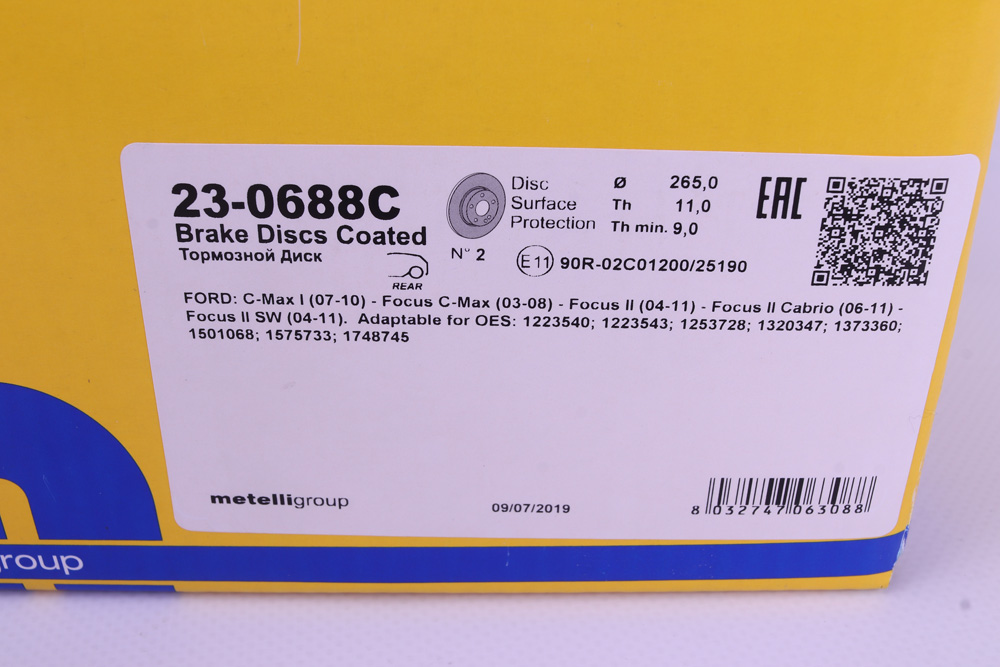 23-0688C
Brake Discs Coated
Тормозной Диск
REAR
N° 2
Disc
Surface
Protection
Ø 265,0
Th 11,0
Th min. 9,0
EAC
E11 90R-02C01200/25190
FORD: C-Max I (07-10) - Focus C-Max (03-08) - Focus II (04-11) - Focus II Cabrio (06-11) -
Focus II SW (04-11). Adaptable for OES: 1223540; 1223543; 1253728; 1320347; 1373360;
1501068; 1575733; 1748745
metelligroup
09/07/2019
8 032747 063088
roup